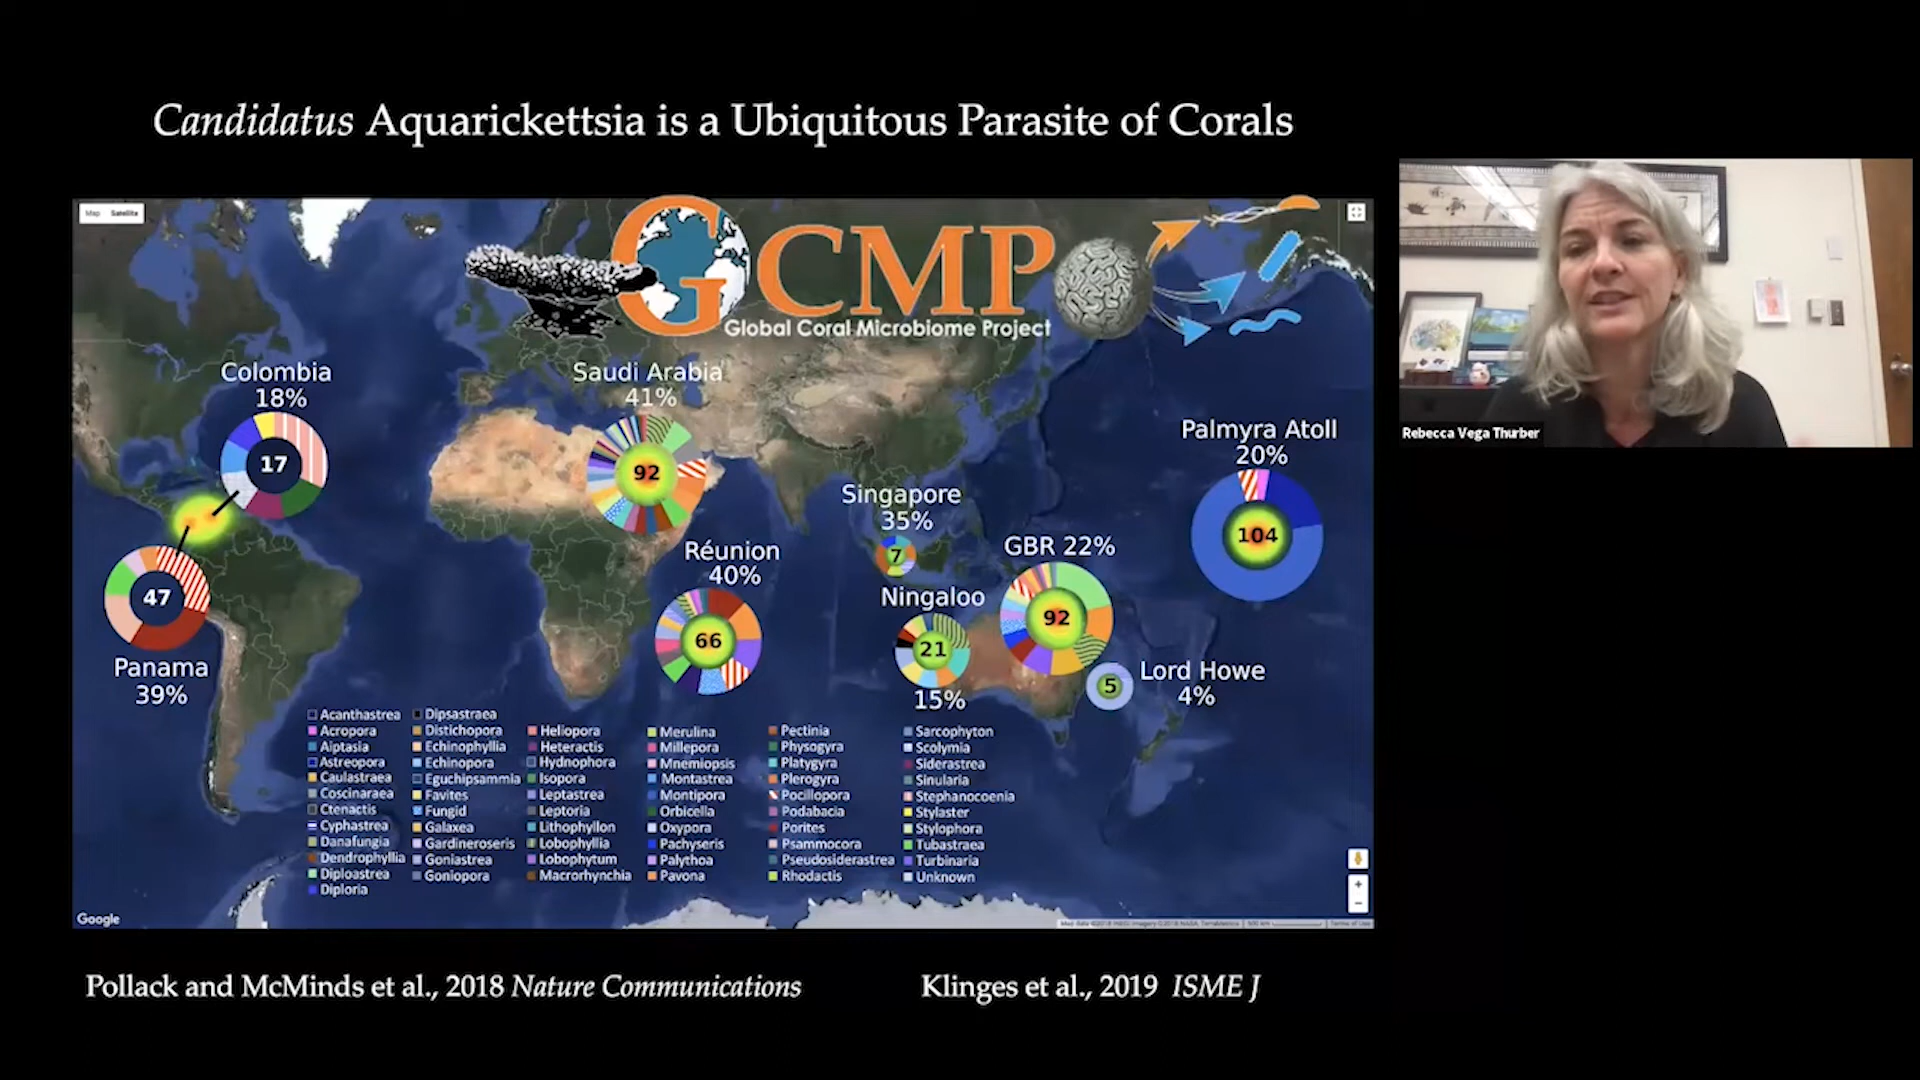 Candidatus Aquarickettsia is a Ubiquitous Parasite of Corals
Map Satellite
GCMP
Global Coral Microbiome Project
Rebecca Vega Thurber
Colombia
18%
17
Saudi Arabia
41%
92
Palmyra Atoll
20%
104
Singapore
35%
7
GBR 22%
92
Réunion
40%
66
Ningaloo
21
15%
47
Panama
39%
Lord Howe
4%
5
Acanthastrea
Acropora
Aiptasia
Astreopora
Caulastraea
Coscinaraea
Ctenactis
Cyphastrea
Danafungia
Dendrophyllia
Diploastrea
Diploria
Dipsastraea
Distichopora
Echinophyllia
Echinopora
Eguchipsammia
Favites
Fungid
Galaxea
Gardineroseris
Goniastrea
Goniopora
Heliopora
Heteractis
Hydnophora
Isopora
Leptastrea
Leptoria
Lithophyllon
Lobophyllia
Lobophytum
Macrorhynchia
Merulina
Millepora
Mnemiopsis
Montastrea
Montipora
Orbicella
Oxypora
Pachyseris
Palythoa
Pavona
Pectinia
Physogyra
Platygyra
Plerogyra
Pocillopora
Podabacia
Porites
Psammocora
Pseudosiderastrea
Rhodactis
Sarcophyton
Scolymia
Siderastrea
Sinularia
Stephanocoenia
Stylaster
Stylophora
Tubastraea
Turbinaria
Unknown
Google
Terms of Use
Pollack and McMinds et al., 2018 Nature Communications
Klinges et al., 2019 ISME J